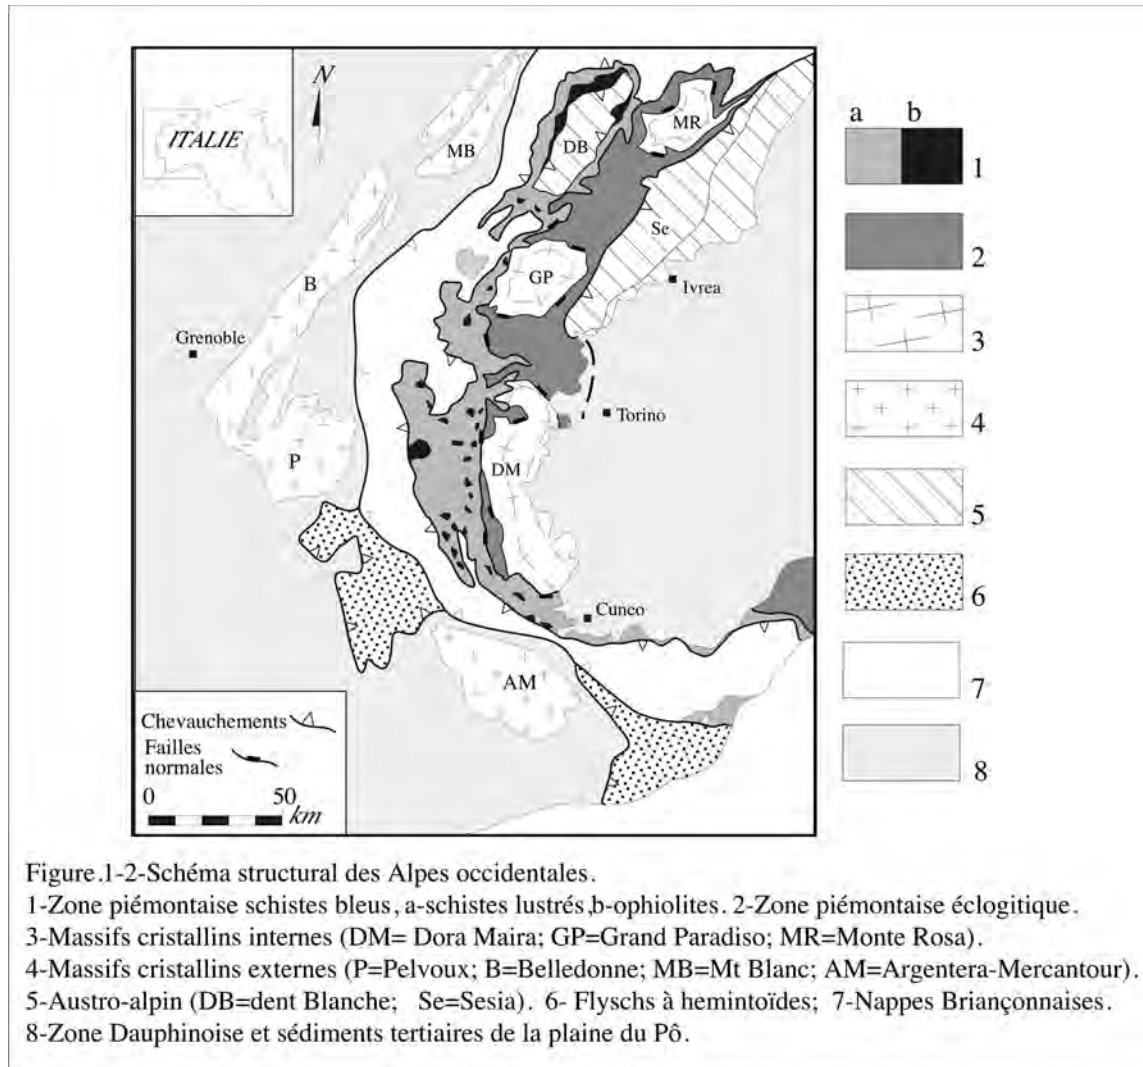 N
ITALIE
a b
MB
DB
MR
1
Se
2
B
GP
Ivrea
Grenoble
3
Torino
4
P
DM
5
6
Cuneo
AM
7
Chevauchements
Failles
normales
0 50
km
8
Figure.1-2-Schéma structural des Alpes occidentales.
1-Zone piémontaise schistes bleus, a-schistes lustrés,b-ophiolites. 2-Zone piémontaise éclogitique.
3-Massifs cristallins internes (DM= Dora Maira; GP=Grand Paradiso; MR=Monte Rosa).
4-Massifs cristallins externes (P=Pelvoux; B=Belledonne; MB=Mt Blanc; AM=Argentera-Mercantour).
5-Austro-alpin (DB=dent Blanche; Se=Sesia). 6- Flyschs à hemintoïdes; 7-Nappes Briançonnaises.
8-Zone Dauphinoise et sédiments tertiaires de la plaine du Pô.